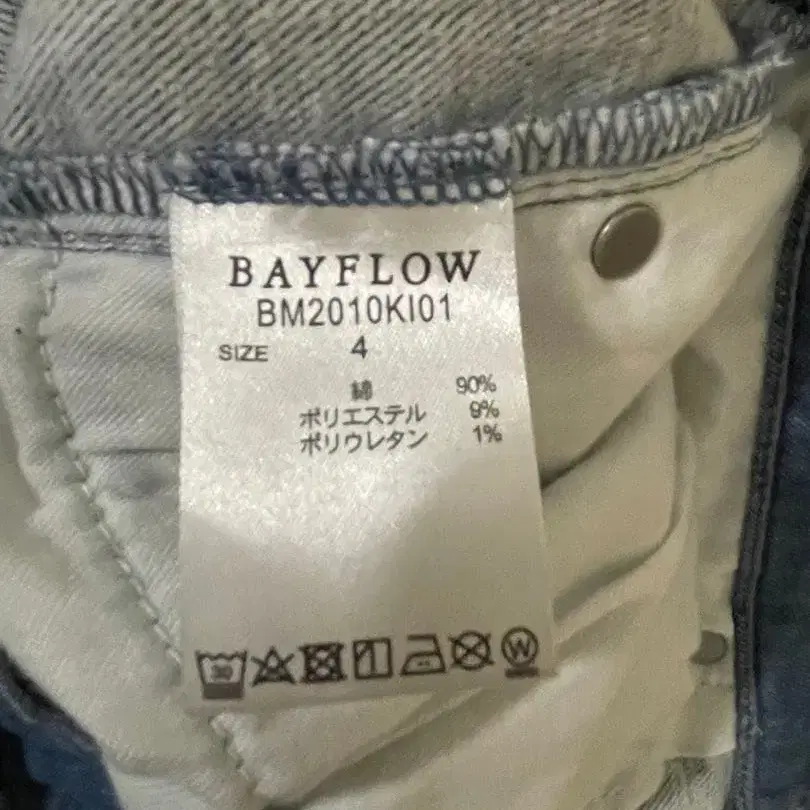 BAYFLOW
BM2010KI01
SIZE 4
綿 90%
ポリエステル 9%
ポリウレタン 1%
30
W